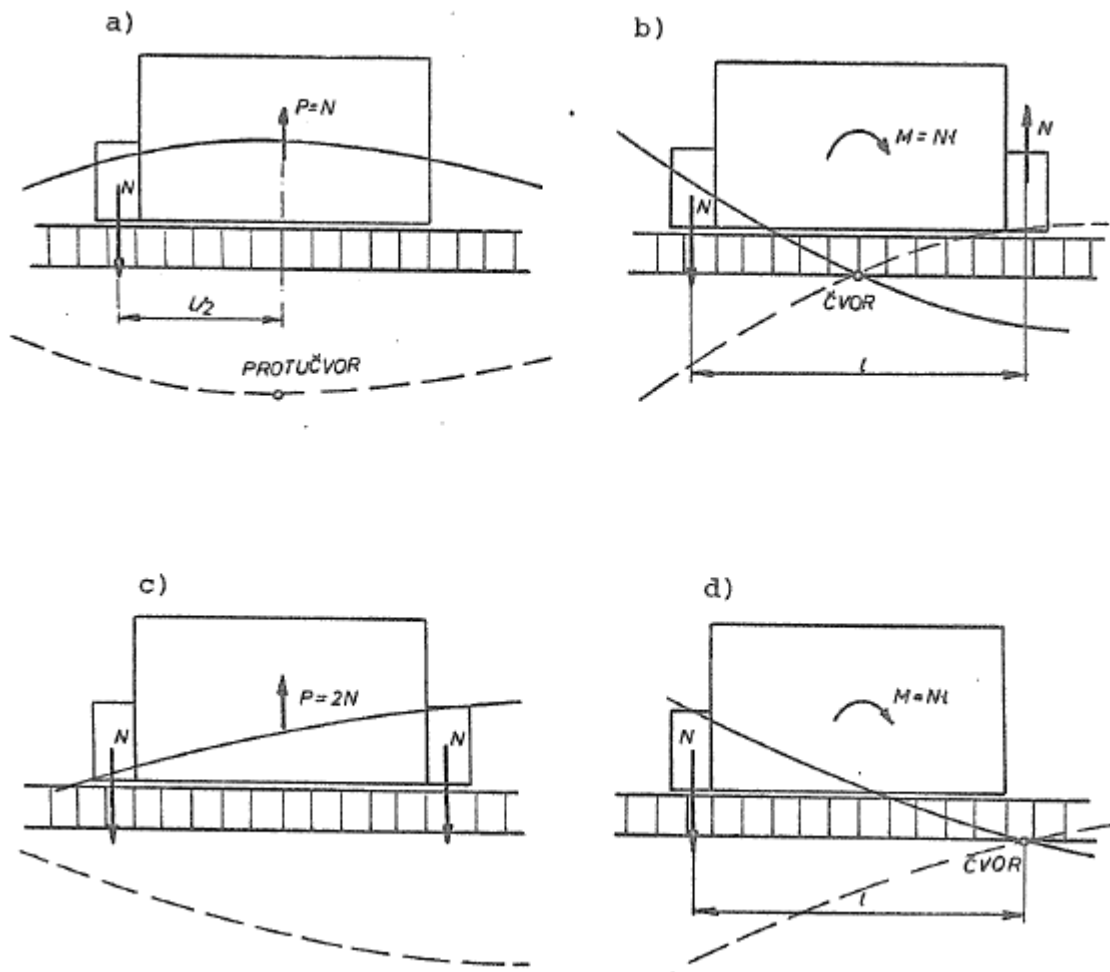 a)
P=N
N
L/2
PROTUČVOR
b)
M = N·l
N
N
ČVOR
l
c)
P=2N
N
N
d)
M=N·l
N
ČVOR
l